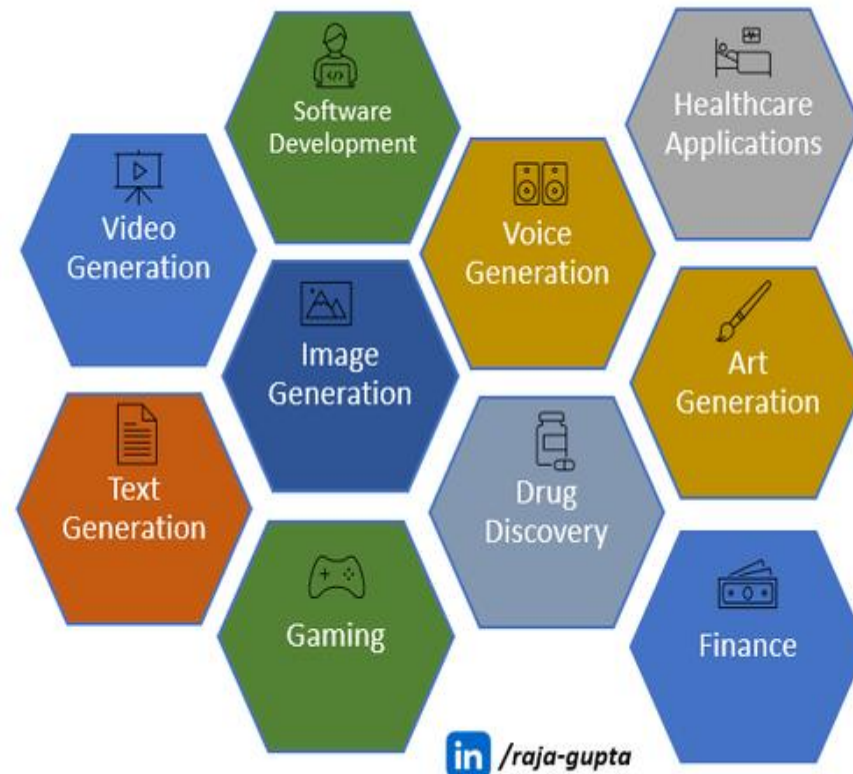 Software
Development
Healthcare
Applications
Video
Generation
Voice
Generation
Image
Generation
Art
Generation
Text
Generation
Drug
Discovery
Gaming
Finance
in /raja-gupta